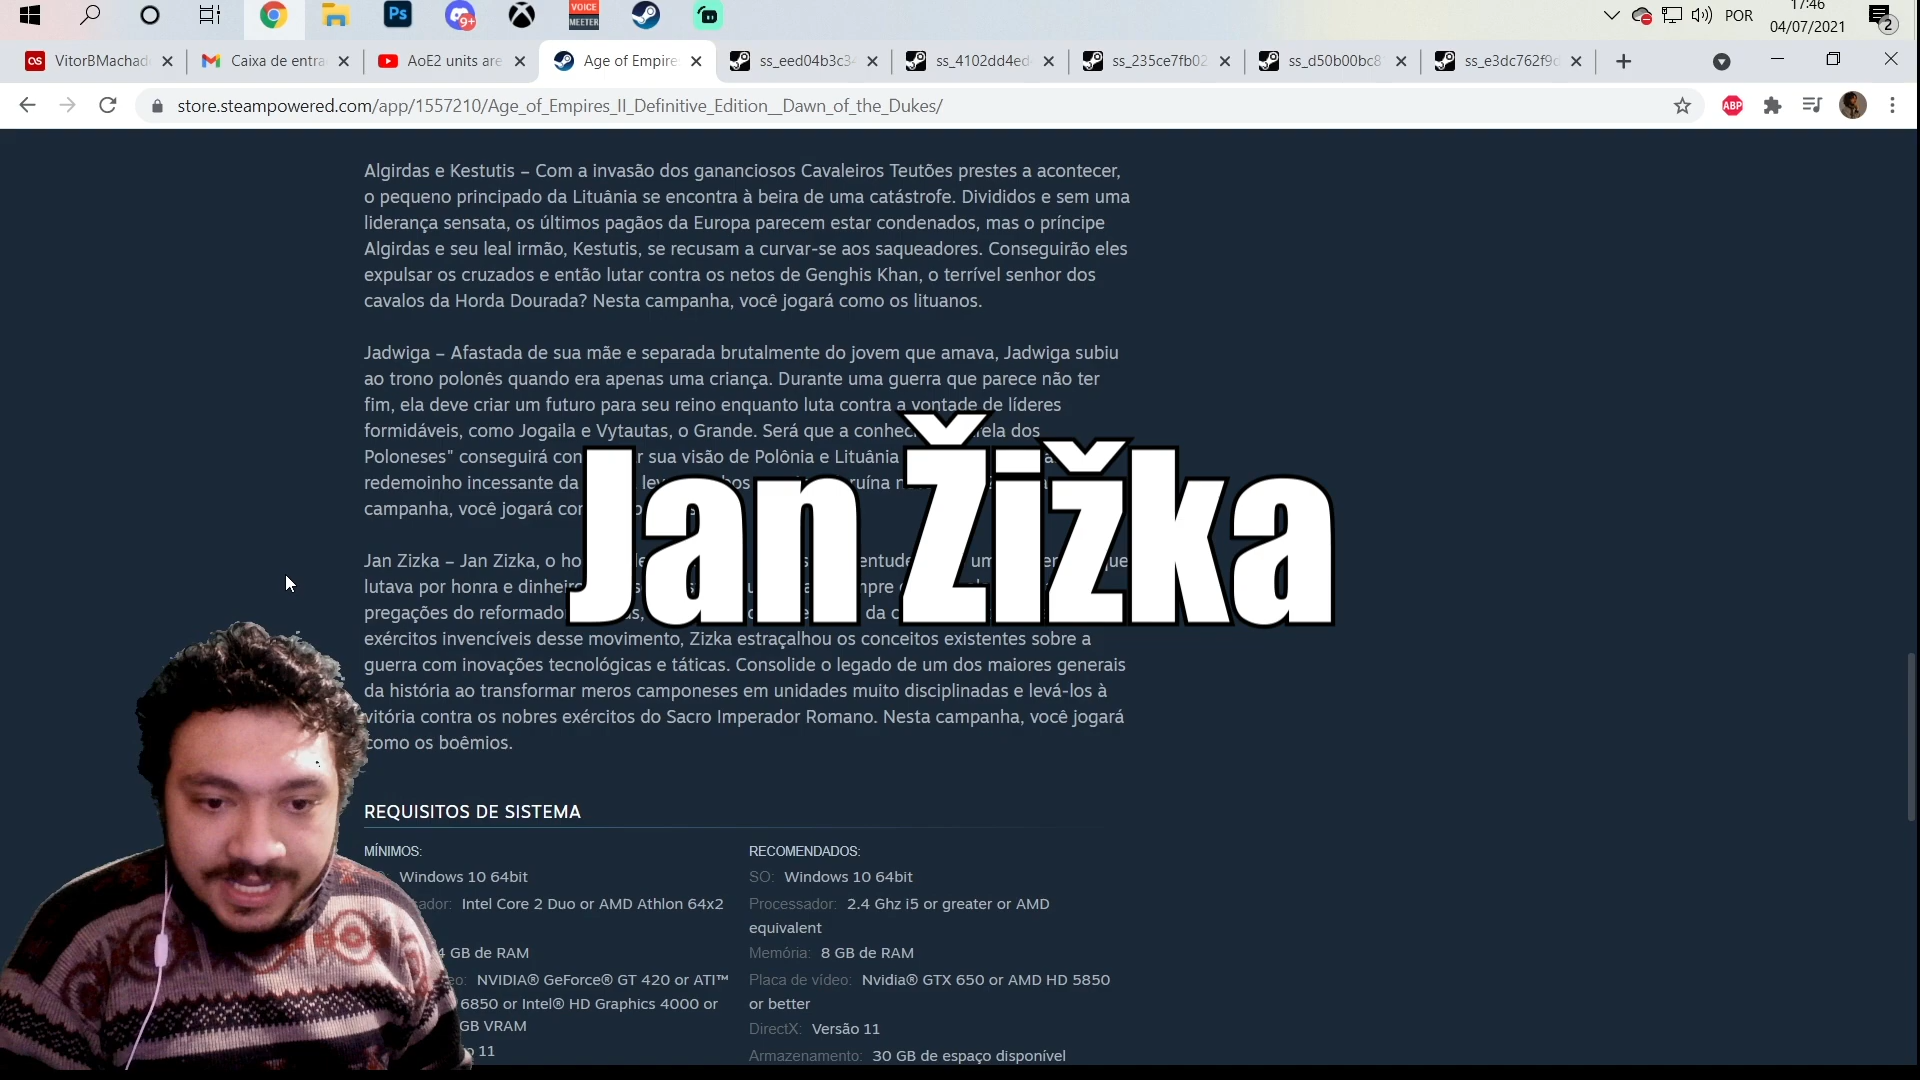 VOICE
MEETER
Ps
9+
POR
17:46
04/07/2021
2
VitorBMachad
Caixa de entra
AoE2 units are
Age of Empire
ss_eed04b3c34
ss_4102dd4ed
ss_235ce7fb02
ss_d50b00bc8
ss_e3dc762f9d
store.steampowered.com/app/1557210/Age_of_Empires_II_Definitive_Edition__Dawn_of_the_Dukes/
ABP
Algirdas e Kestutis – Com a invasão dos gananciosos Cavaleiros Teutões prestes a acontecer,
o pequeno principado da Lituânia se encontra à beira de uma catástrofe. Divididos e sem uma
liderança sensata, os últimos pagãos da Europa parecem estar condenados, mas o príncipe
Algirdas e seu leal irmão, Kestutis, se recusam a curvar-se aos saqueadores. Conseguirão eles
expulsar os cruzados e então lutar contra os netos de Genghis Khan, o terrível senhor dos
cavalos da Horda Dourada? Nesta campanha, você jogará como os lituanos.
Jadwiga – Afastada de sua mãe e separada brutalmente do jovem que amava, Jadwiga subiu
ao trono polonês quando era apenas uma criança. Durante uma guerra que parece não ter
fim, ela deve criar um futuro para seu reino enquanto luta contra a vontade de líderes
formidáveis, como Jogaila e Vytautas, o Grande. Será que a dos
Poloneses" conseguirá sua visão de Polônia e Lituânia
redemoinho incessante da ruína
campanha, você jogará
Jan Žižka
Jan Zizka – Jan Zizka, o
lutava por honra e
pregações do da
exércitos invencíveis desse movimento, Zizka estraçalhou os conceitos existentes sobre a
guerra com inovações tecnológicas e táticas. Consolide o legado de um dos maiores generais
da história ao transformar meros camponeses em unidades muito disciplinadas e levá-los à
vitória contra os nobres exércitos do Sacro Imperador Romano. Nesta campanha, você jogará
como os boêmios.
REQUISITOS DE SISTEMA
MÍNIMOS:
Windows 10 64bit
Intel Core 2 Duo or AMD Athlon 64x2
4 GB de RAM
NVIDIA® GeForce® GT 420 or ATI™
6850 or Intel® HD Graphics 4000 or
GB VRAM
11
RECOMENDADOS:
SO: Windows 10 64bit
Processador: 2.4 Ghz i5 or greater or AMD
equivalent
Memória: 8 GB de RAM
Placa de vídeo: Nvidia® GTX 650 or AMD HD 5850
or better
DirectX: Versão 11
Armazenamento: 30 GB de espaço disponível